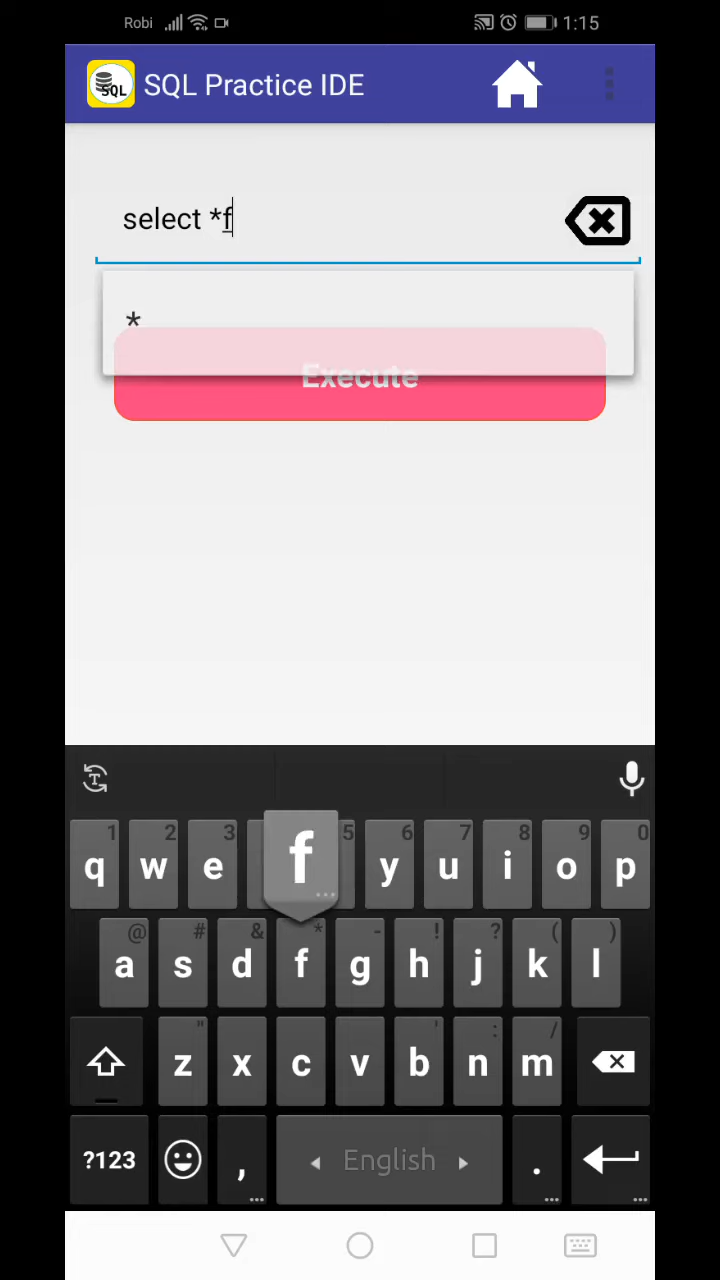 Robi 1:15
SQL SQL Practice IDE
select *f
*
Execute
1 2 3 5 6 7 8 9 0
q w e f y u i o p
@ # & * - ! ? ( )
a s d f g h j k l
" ' : /
z x c v b n m
?123 , English .